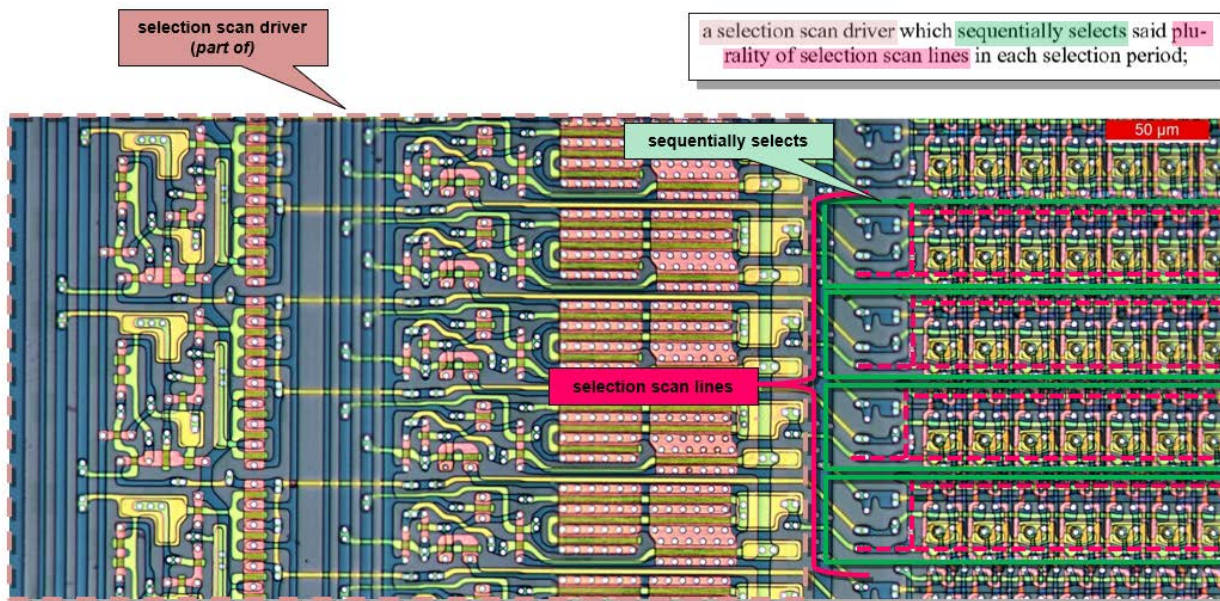 selection scan driver
(part of)
a selection scan driver which sequentially selects said plu-
rality of selection scan lines in each selection period;
sequentially selects
50 µm
selection scan lines